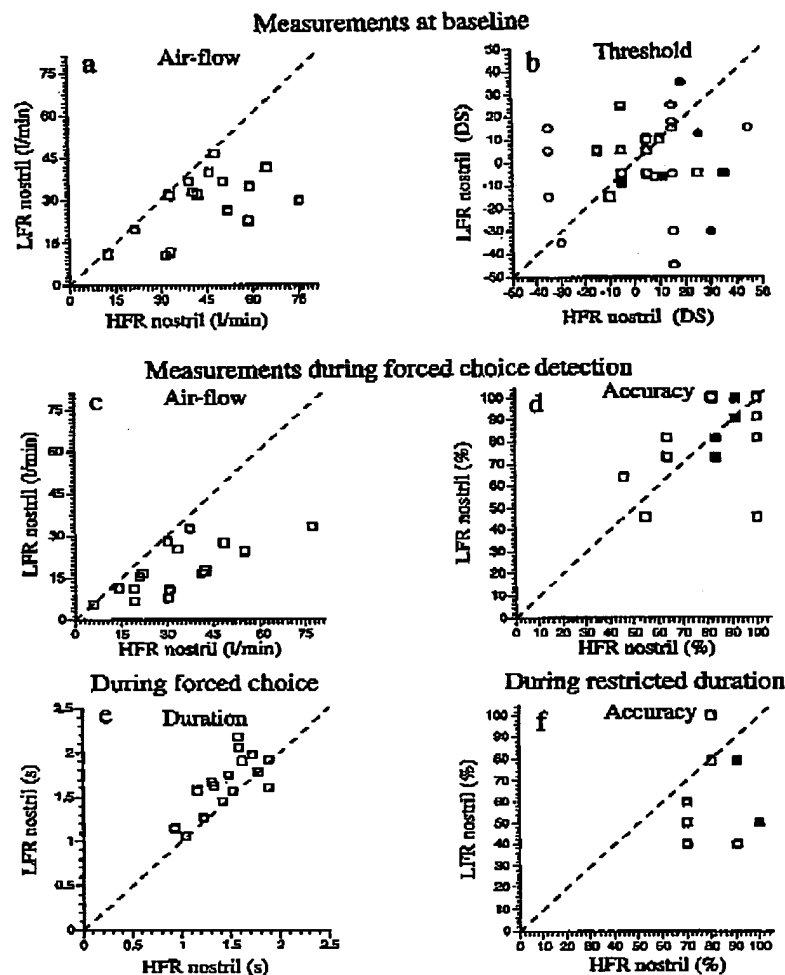 Measurements at baseline
a
Air-flow
75
60
45
30
15
0
LFR nostril (l/min)
0 15 30 45 60 75
HFR nostril (l/min)
b
Threshold
50
40
30
20
10
0
-10
-20
-30
-40
-50
LFR nostril (DS)
-50 -40 -30 -20 -10 0 10 20 30 40 50
HFR nostril (DS)
Measurements during forced choice detection
c
Air-flow
75
60
45
30
15
0
LFR nostril (l/min)
0 15 30 45 60 75
HFR nostril (l/min)
d
Accuracy
100
90
80
70
60
50
40
30
20
10
0
LFR nostril (%)
0 10 20 30 40 50 60 70 80 90 100
HFR nostril (%)
During forced choice
e
Duration
2.5
2
1.5
1
0.5
0
LFR nostril (s)
0 0.5 1 1.5 2 2.5
HFR nostril (s)
During restricted duration
f
Accuracy
100
90
80
70
60
50
40
30
20
10
0
LFR nostril (%)
0 10 20 30 40 50 60 70 80 90 100
HFR nostril (%)